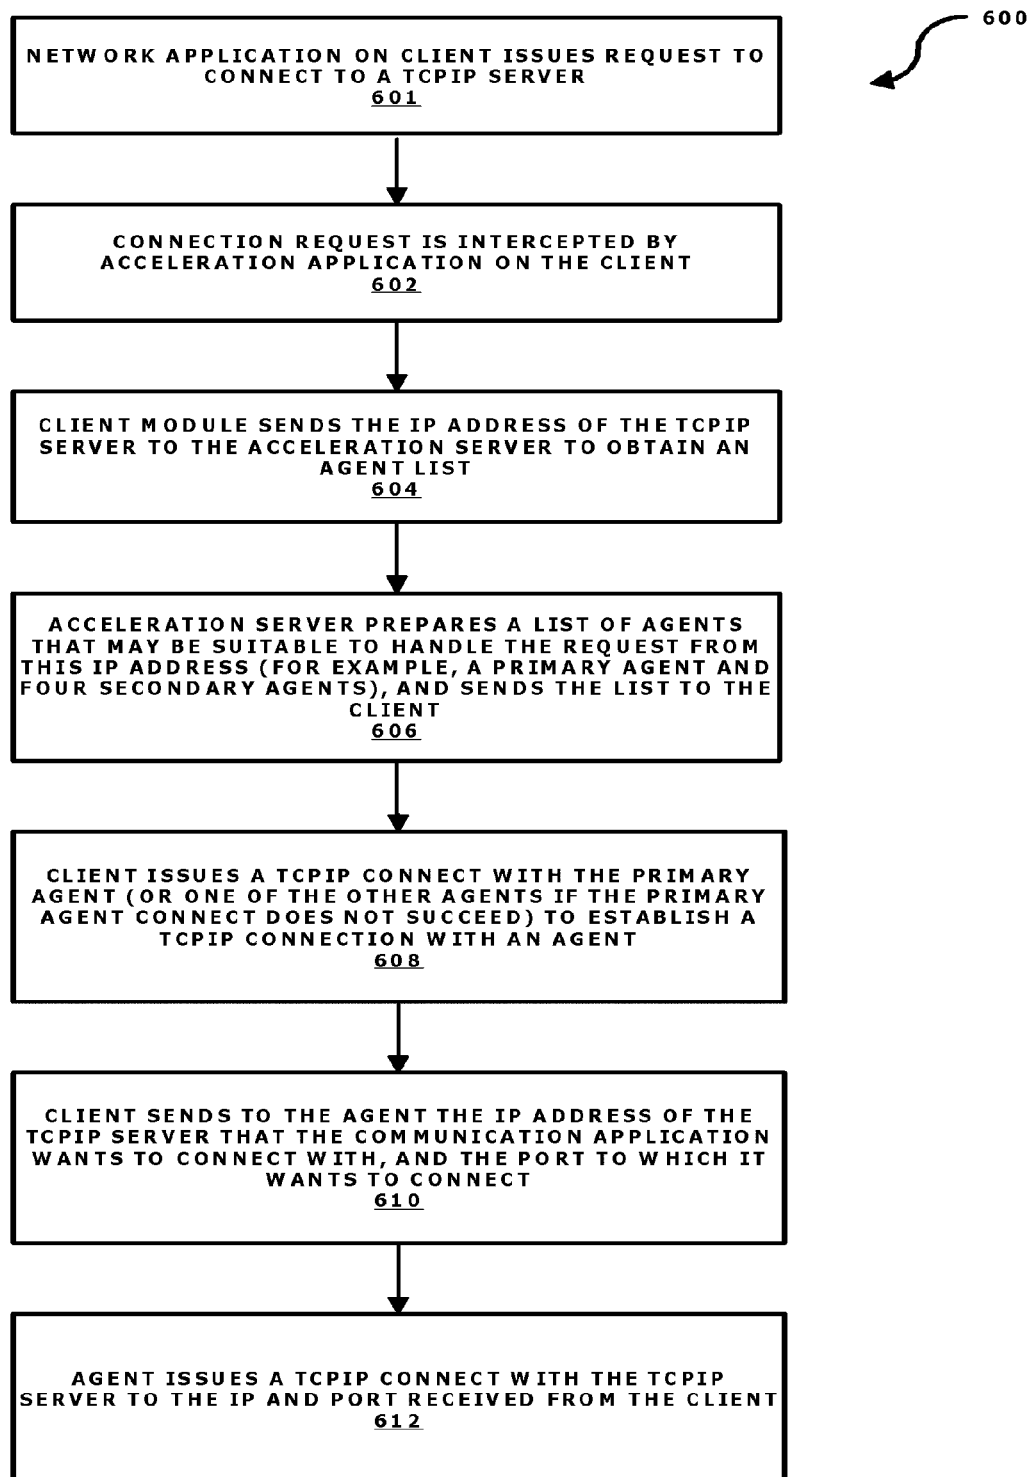 600
NETWORK APPLICATION ON CLIENT ISSUES REQUEST TO
CONNECT TO A TCPIP SERVER
601
CONNECTION REQUEST IS INTERCEPTED BY
ACCELERATION APPLICATION ON THE CLIENT
602
CLIENT MODULE SENDS THE IP ADDRESS OF THE TCPIP
SERVER TO THE ACCELERATION SERVER TO OBTAIN AN
AGENT LIST
604
ACCELERATION SERVER PREPARES A LIST OF AGENTS
THAT MAY BE SUITABLE TO HANDLE THE REQUEST FROM
THIS IP ADDRESS (FOR EXAMPLE, A PRIMARY AGENT AND
FOUR SECONDARY AGENTS), AND SENDS THE LIST TO THE
CLIENT
606
CLIENT ISSUES A TCPIP CONNECT WITH THE PRIMARY
AGENT (OR ONE OF THE OTHER AGENTS IF THE PRIMARY
AGENT CONNECT DOES NOT SUCCEED) TO ESTABLISH A
TCPIP CONNECTION WITH AN AGENT
608
CLIENT SENDS TO THE AGENT THE IP ADDRESS OF THE
TCPIP SERVER THAT THE COMMUNICATION APPLICATION
WANTS TO CONNECT WITH, AND THE PORT TO WHICH IT
WANTS TO CONNECT
610
AGENT ISSUES A TCPIP CONNECT WITH THE TCPIP
SERVER TO THE IP AND PORT RECEIVED FROM THE CLIENT
612